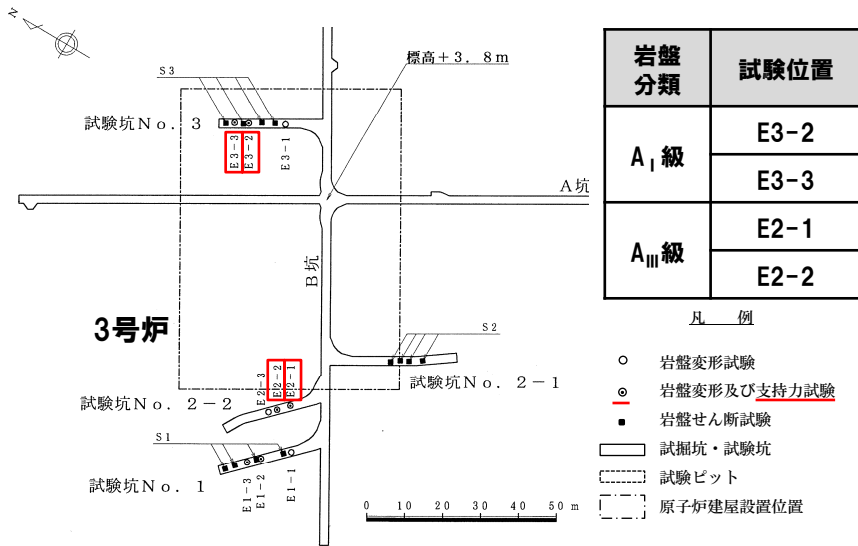 N
標高+3.8m
S3
試験坑No.3
E3-3
E3-2
E3-1
A坑
B坑
3号炉
S2
試験坑No.2-1
E2-3
E2-2
E2-1
試験坑No.2-2
S1
試験坑No.1
E1-3
E1-2
E1-1
0 10 20 30 40 50 m
岩盤分類 試験位置
AⅠ級 E3-2
E3-3
AⅢ級 E2-1
E2-2
凡 例
岩盤変形試験
岩盤変形及び支持力試験
岩盤せん断試験
試掘坑・試験坑
試験ピット
原子炉建屋設置位置